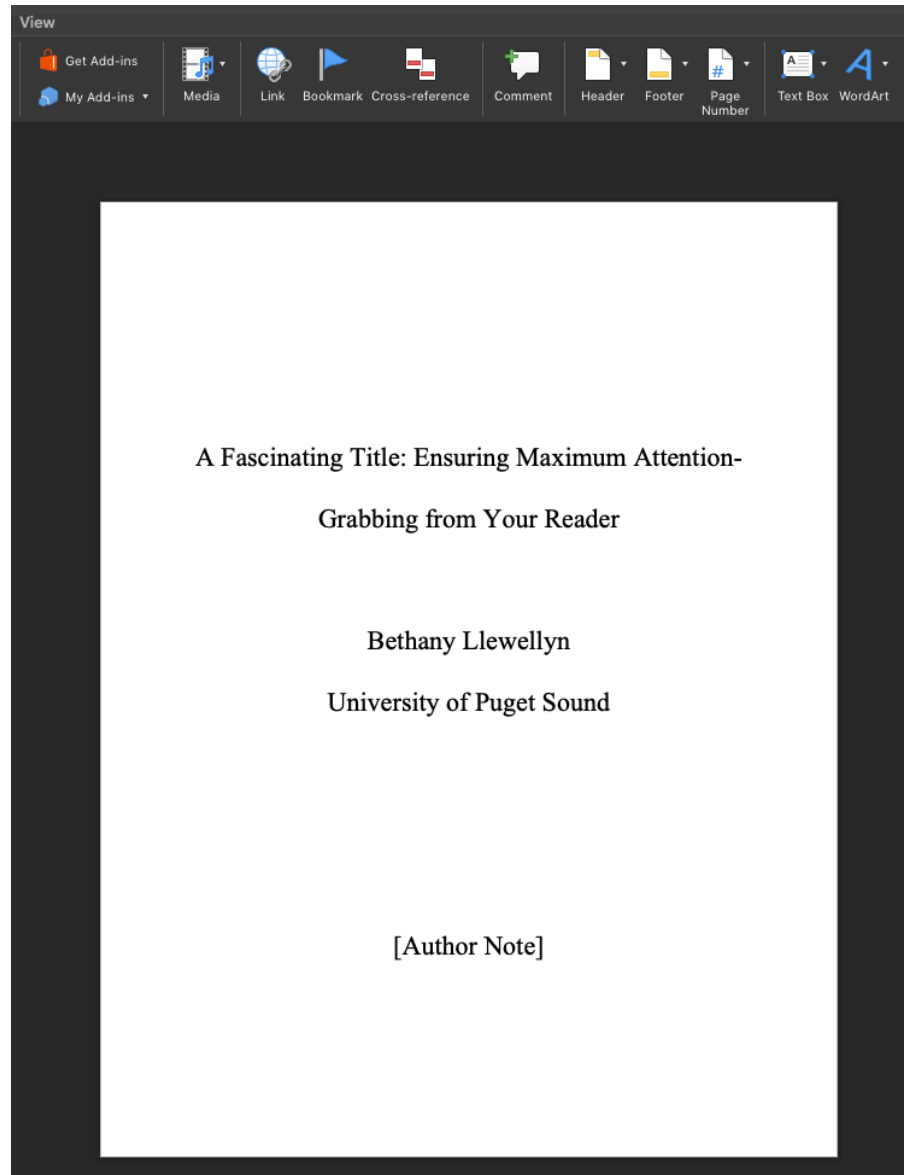 View
Get Add-ins
My Add-ins
Media
Link
Bookmark
Cross-reference
Comment
Header
Footer
Page
Number
#
Text Box
A
WordArt
A
A Fascinating Title: Ensuring Maximum Attention-
Grabbing from Your Reader
Bethany Llewellyn
University of Puget Sound
[Author Note]